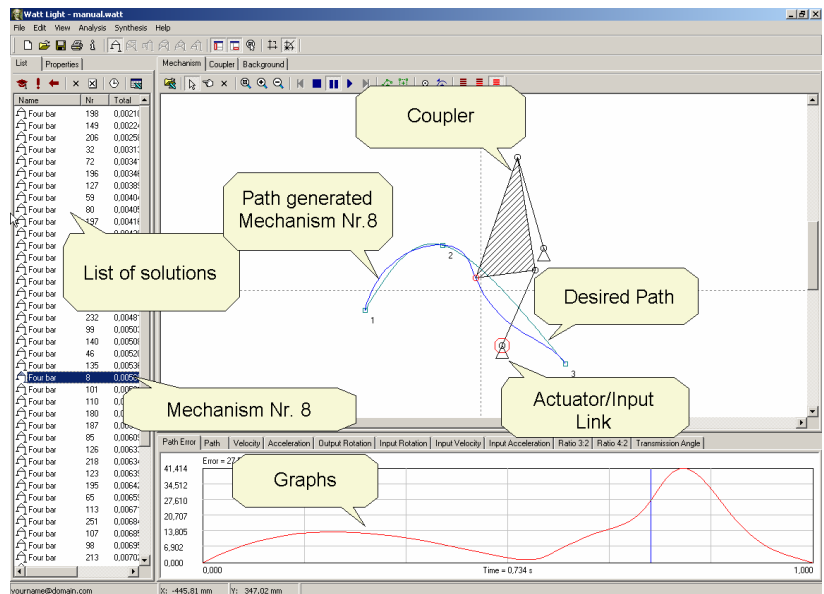 Watt Light - manual.watt
File Edit View Analysis Synthesis Help
List Properties
Mechanism Coupler Background
Name Nr Total
Four bar 198 0,00210
Four bar 149
Four bar 206
Four bar 32
Four bar 72
Four bar 196
Four bar 127
Four bar 59
Four bar 80
197
Four bar 232
Four bar 99
Four bar 140
Four bar 46
Four bar 135
Four bar 8
Four bar 101
Four bar 110
Four bar 180
Four bar 187
Four bar 85
Four bar 126
Four bar 218
Four bar 123
Four bar 195
Four bar 65
Four bar 113
Four bar 251
Four bar 107
Four bar 98
Four bar 213
Coupler
Path generated
Mechanism Nr.8
List of solutions
Desired Path
Mechanism Nr. 8
Actuator/Input
Link
1
2
3
Path Error Path Velocity Acceleration Output Rotation Input Rotation Input Velocity Input Acceleration Ratio 3:2 Ratio 4:2 Transmission Angle
Error = 27
Graphs
41,414
34,512
27,610
20,707
13,805
6,902
0,000
0,000 Time = 0,734 s 1,000
yourname@domain.com X: -445.81 mm Y: 347.02 mm